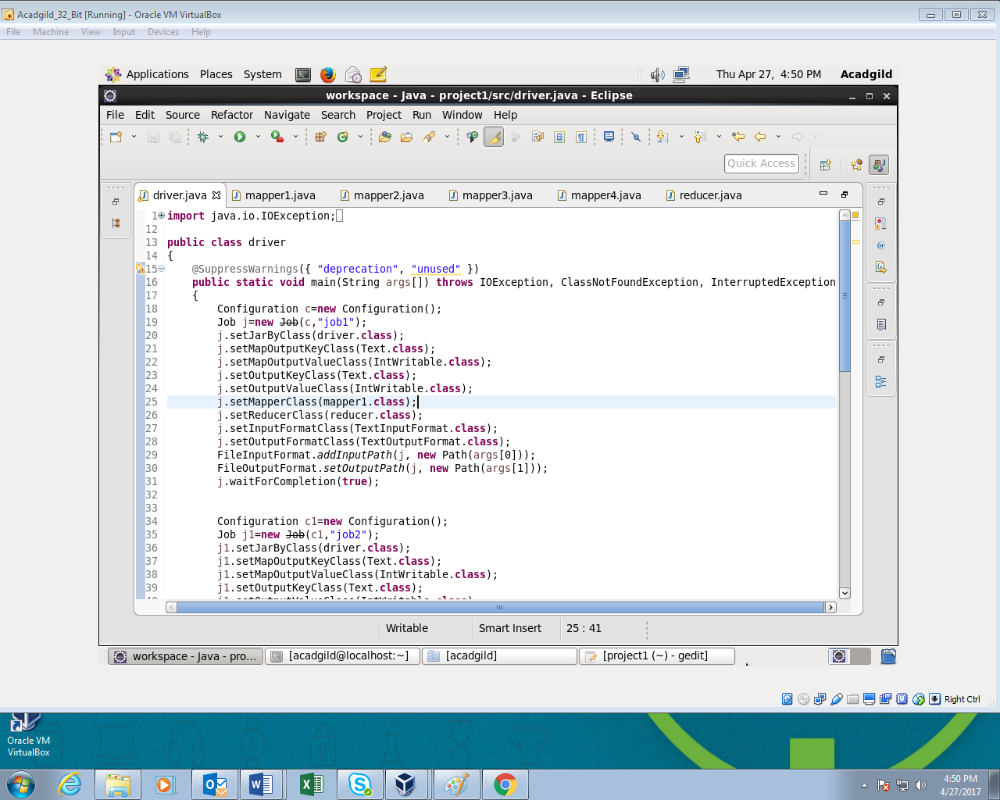 Acadgild_32_Bit [Running] - Oracle VM VirtualBox
File Machine View Input Devices Help
Applications Places System Thu Apr 27, 4:50 PM Acadgild
workspace - Java - project1/src/driver.java - Eclipse
File Edit Source Refactor Navigate Search Project Run Window Help
Quick Access
driver.java mapper1.java mapper2.java mapper3.java mapper4.java reducer.java
1 import java.io.IOException;
12
13 public class driver
14 {
15 @SuppressWarnings({ "deprecation", "unused" })
16 public static void main(String args[]) throws IOException, ClassNotFoundException, InterruptedException
17 {
18 Configuration c=new Configuration();
19 Job j=new Job(c,"job1");
20 j.setJarByClass(driver.class);
21 j.setMapOutputKeyClass(Text.class);
22 j.setMapOutputValueClass(IntWritable.class);
23 j.setOutputKeyClass(Text.class);
24 j.setOutputValueClass(IntWritable.class);
25 j.setMapperClass(mapper1.class);
26 j.setReducerClass(reducer.class);
27 j.setInputFormatClass(TextInputFormat.class);
28 j.setOutputFormatClass(TextOutputFormat.class);
29 FileInputFormat.addInputPath(j, new Path(args[0]));
30 FileOutputFormat.setOutputPath(j, new Path(args[1]));
31 j.waitForCompletion(true);
32
33
34 Configuration c1=new Configuration();
35 Job j1=new Job(c1,"job2");
36 j1.setJarByClass(driver.class);
37 j1.setMapOutputKeyClass(Text.class);
38 j1.setMapOutputValueClass(IntWritable.class);
39 j1.setOutputKeyClass(Text.class);
Writable Smart Insert 25 : 41
workspace - Java - pro... [acadgild@localhost:~] [acadgild] [project1 (~) - gedit]
Right Ctrl
Oracle VM
VirtualBox
4:50 PM
4/27/2017